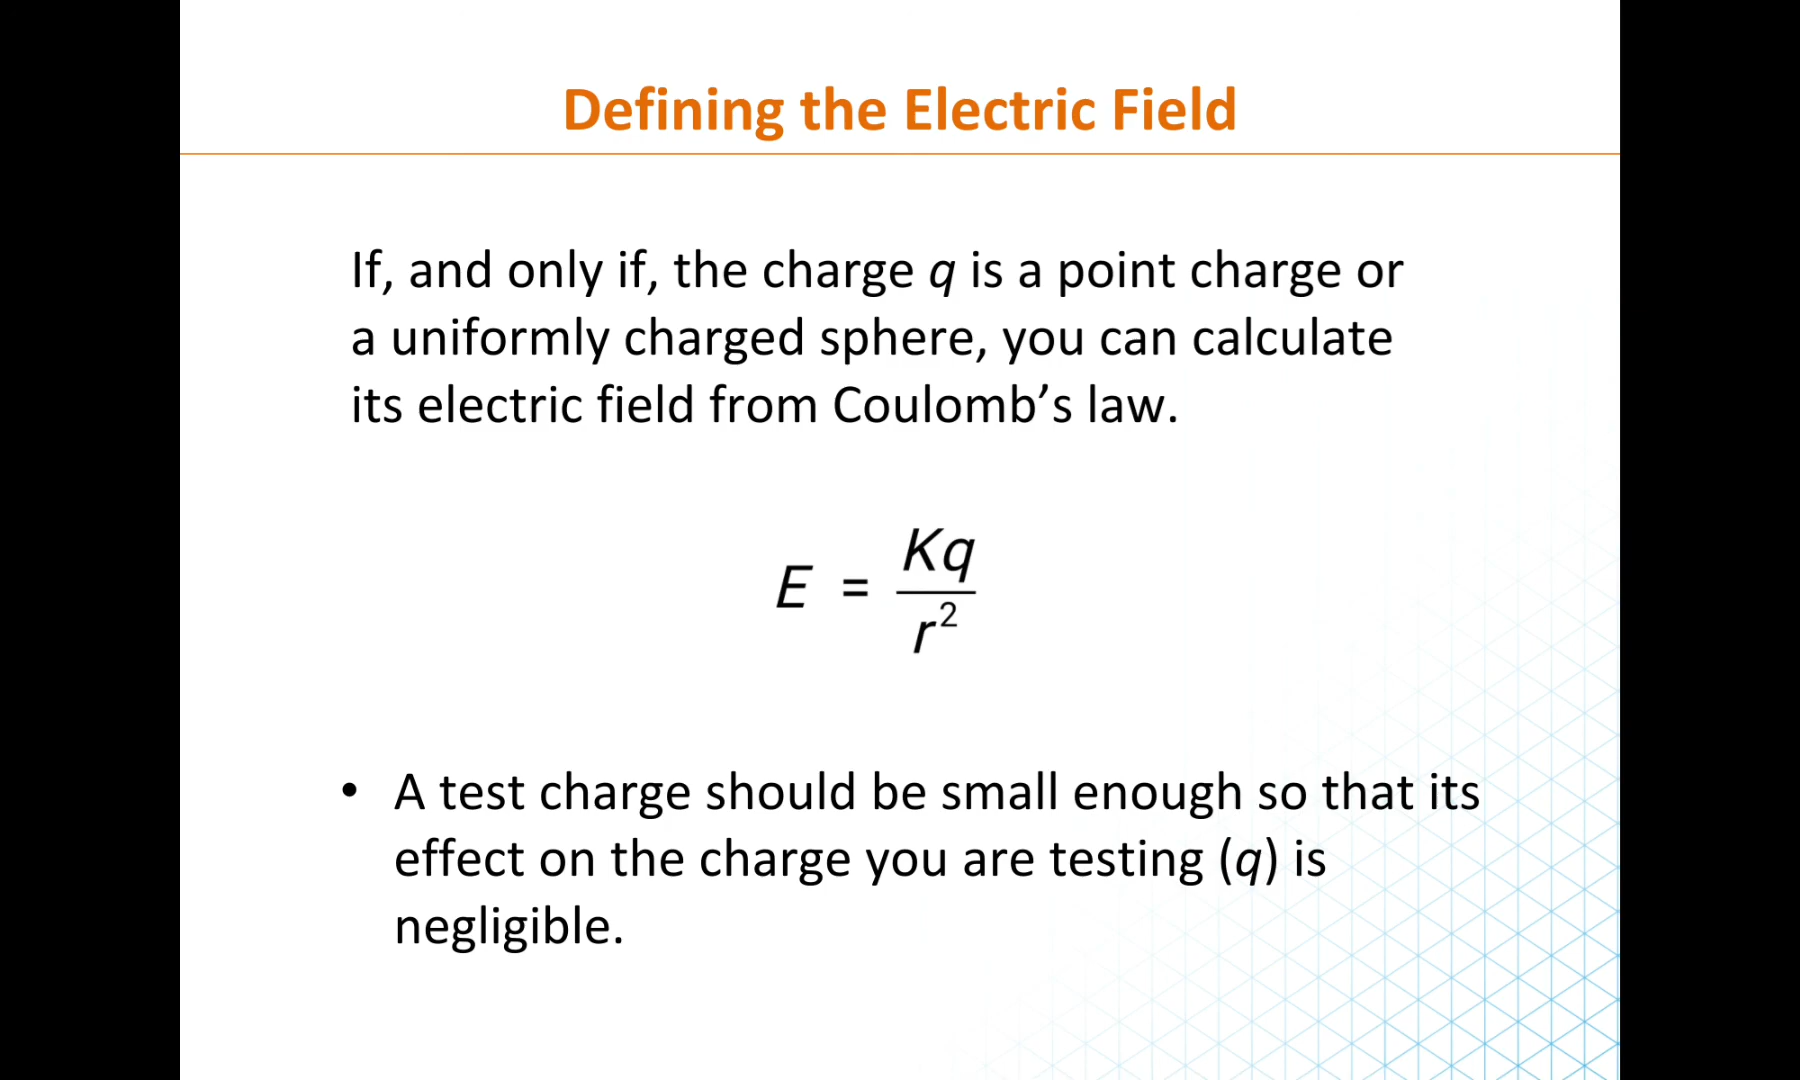 Defining the Electric Field
If, and only if, the charge q is a point charge or
a uniformly charged sphere, you can calculate
its electric field from Coulomb’s law.
E = Kq/r²
• A test charge should be small enough so that its
effect on the charge you are testing (q) is
negligible.